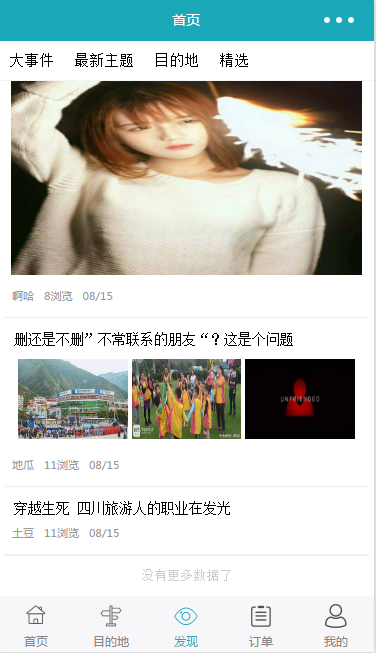 首页
大事件 最新主题 目的地 精选
啊哈 8浏览 08/15
删还是不删”不常联系的朋友“？这是个问题
UNFRIENDED
地瓜 11浏览 08/15
穿越生死 四川旅游人的职业在发光
土豆 11浏览 08/15
没有更多数据了
首页 目的地 发现 订单 我的